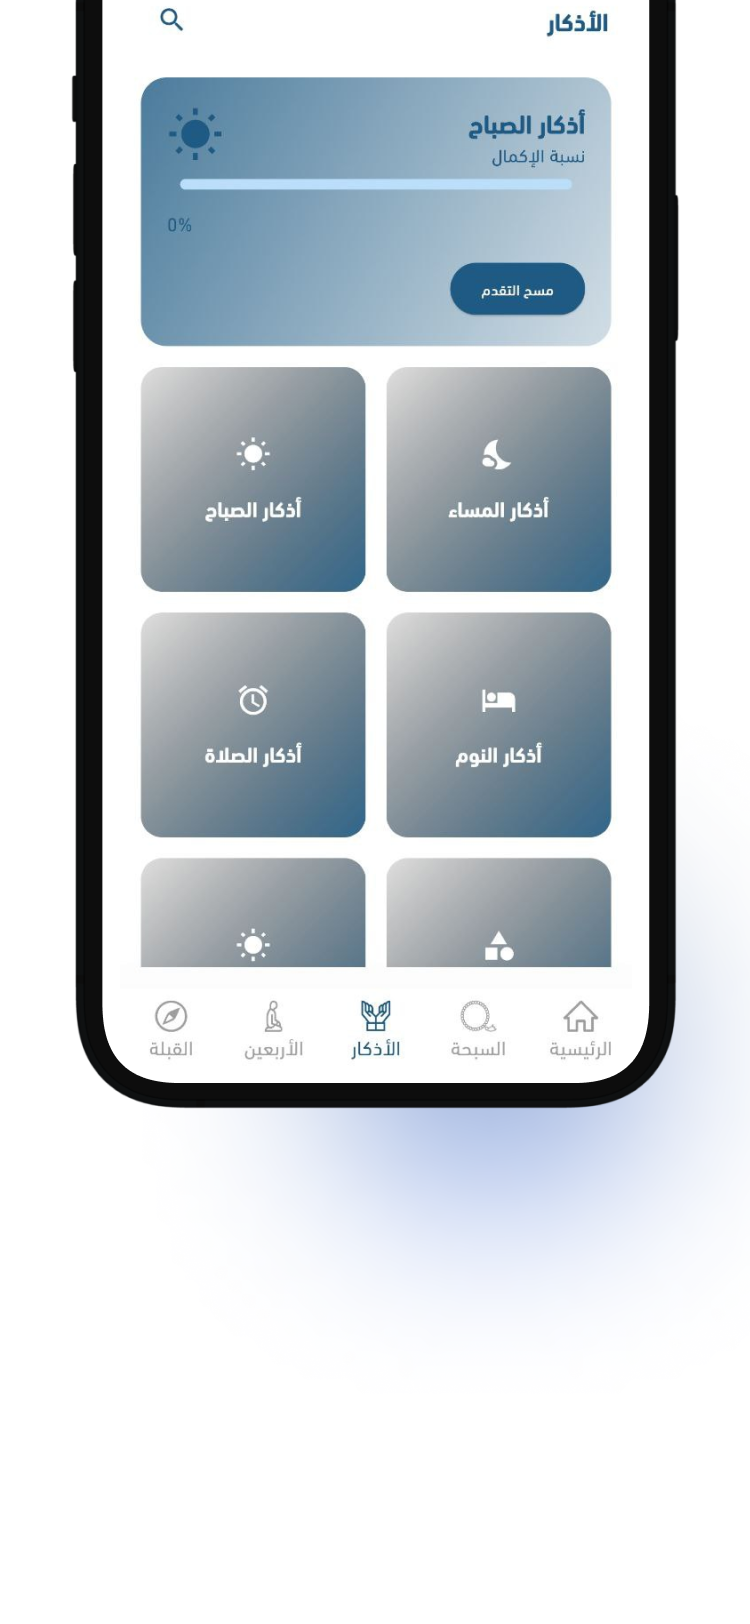 الأذكار
أذكار الصباح
نسبة الإكمال
0%
مسح التقدم
أذكار المساء
أذكار الصباح
أذكار النوم
أذكار الصلاة
الرئيسية
السبحة
الأذكار
الأربعين
القبلة